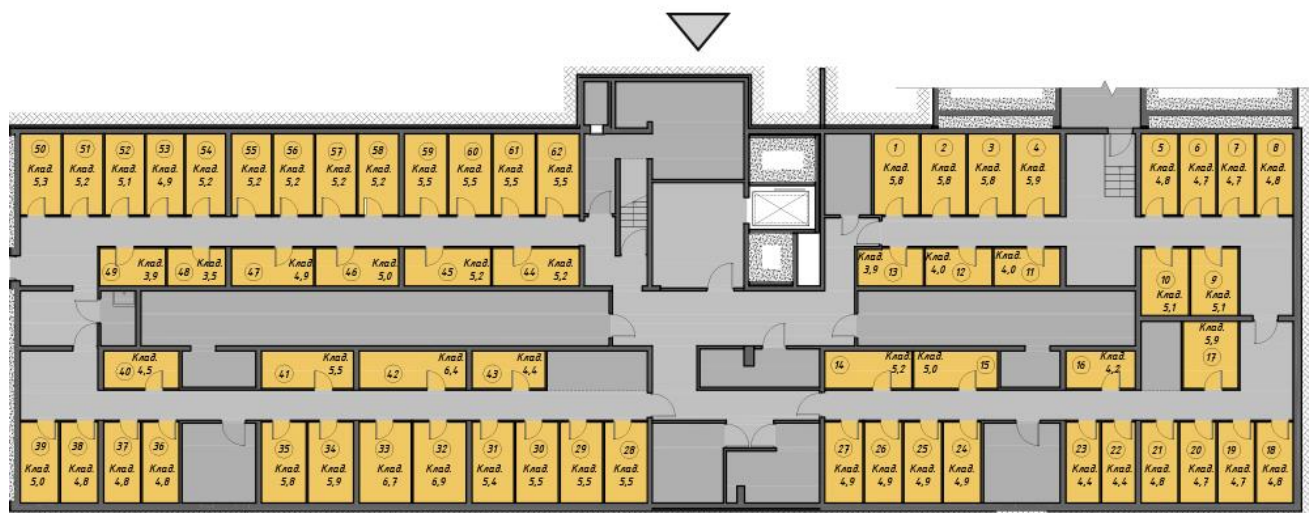 50
Клад.
5,3
51
Клад.
5,2
52
Клад.
5,1
53
Клад.
4,9
54
Клад.
5,2
55
Клад.
5,2
56
Клад.
5,2
57
Клад.
5,2
58
Клад.
5,2
59
Клад.
5,5
60
Клад.
5,5
61
Клад.
5,5
62
Клад.
5,5
1
Клад.
5,8
2
Клад.
5,8
3
Клад.
5,8
4
Клад.
5,9
5
Клад.
4,8
6
Клад.
4,7
7
Клад.
4,7
8
Клад.
4,8
49
Клад.
3,9
48
Клад.
3,5
47
Клад.
4,9
46
Клад.
5,0
45
Клад.
5,2
44
Клад.
5,2
Клад.
3,9
13
Клад.
4,0
12
Клад.
4,0
11
10
Клад.
5,1
9
Клад.
5,1
Клад.
5,9
17
40
Клад.
4,5
41
Клад.
5,5
42
Клад.
6,4
43
Клад.
4,4
14
Клад.
5,2
Клад.
5,0
15
16
Клад.
4,2
39
Клад.
5,0
38
Клад.
4,8
37
Клад.
4,8
36
Клад.
4,8
35
Клад.
5,8
34
Клад.
5,9
33
Клад.
6,7
32
Клад.
6,9
31
Клад.
5,4
30
Клад.
5,5
29
Клад.
5,5
28
Клад.
5,5
27
Клад.
4,9
26
Клад.
4,9
25
Клад.
4,9
24
Клад.
4,9
23
Клад.
4,4
22
Клад.
4,4
21
Клад.
4,8
20
Клад.
4,7
19
Клад.
4,7
18
Клад.
4,8